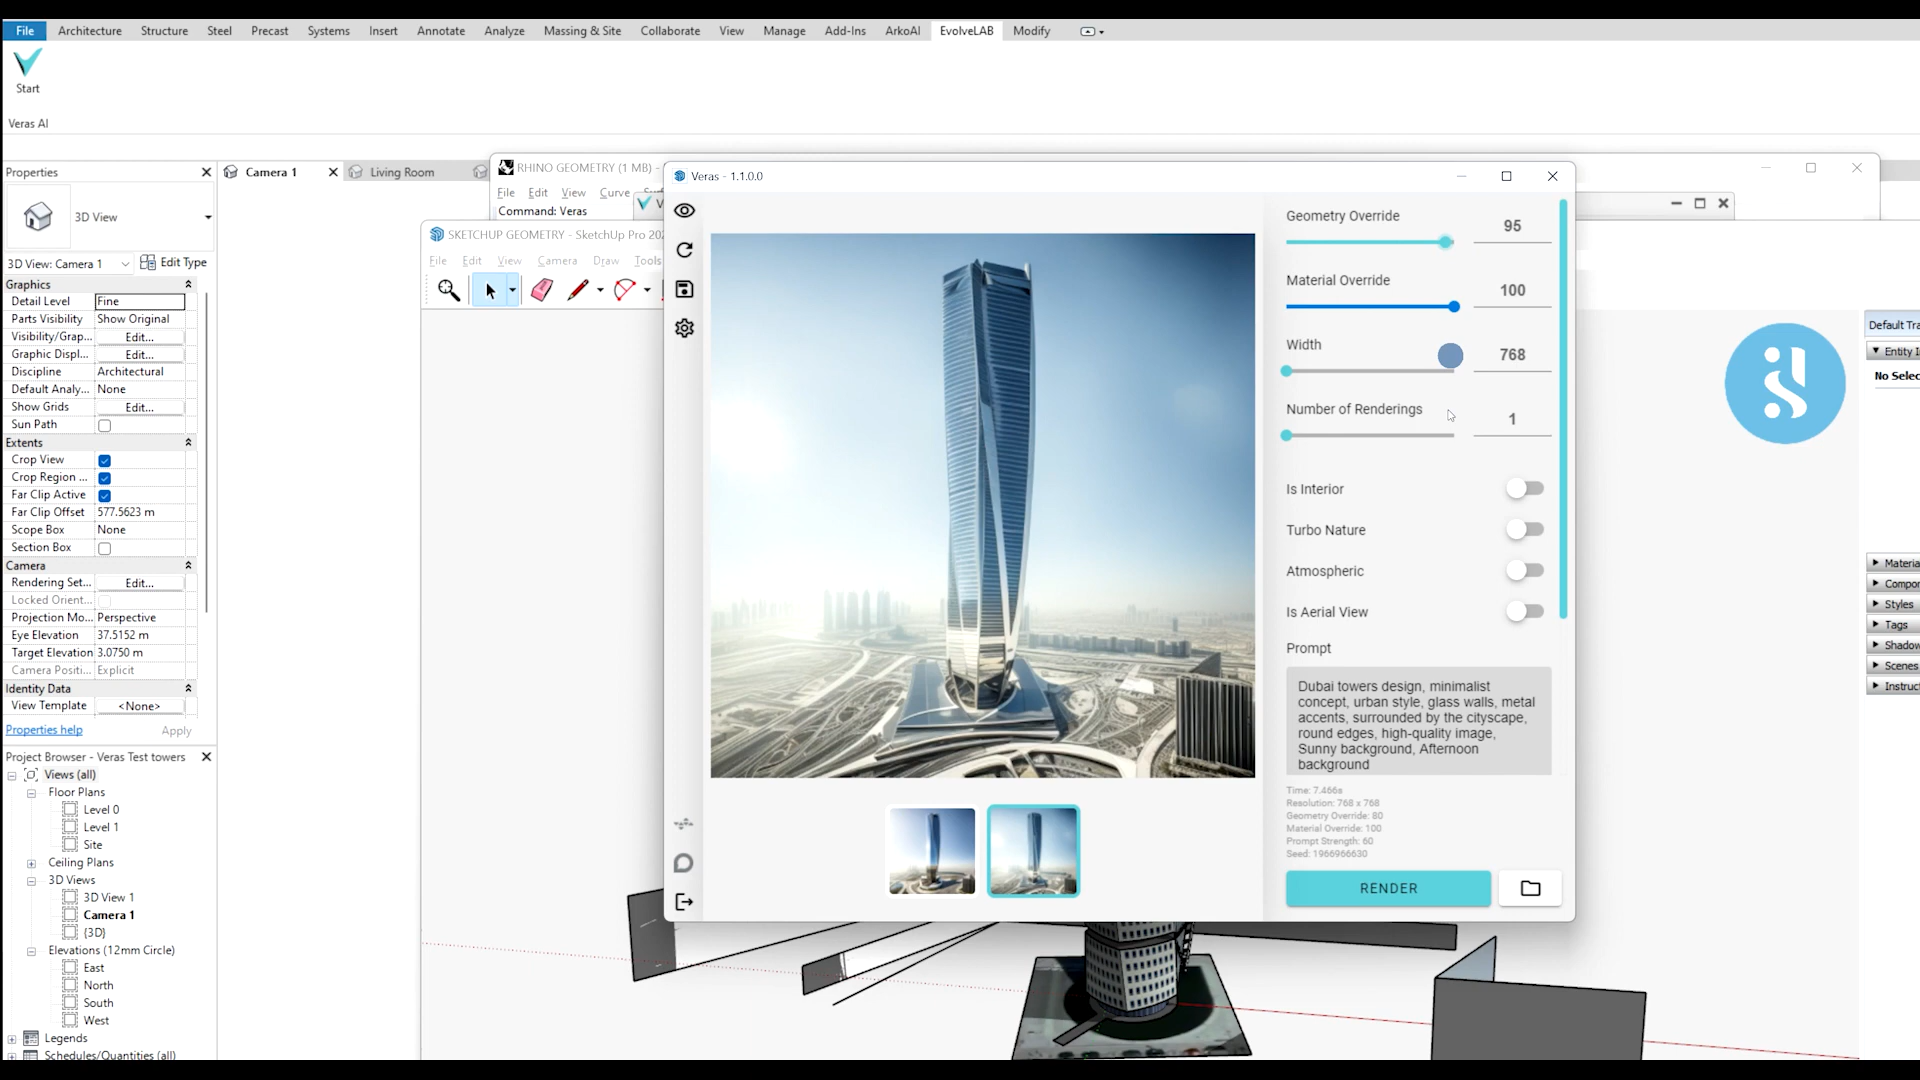 File Architecture Structure Steel Precast Systems Insert Annotate Analyze Massing & Site Collaborate View Manage Add-Ins ArkoAI EvolveLAB Modify
Start
Veras AI
Properties
3D View
3D View: Camera 1
Edit Type
Graphics
Detail Level Fine
Parts Visibility Show Original
Visibility/Grap... Edit...
Graphic Displ... Edit...
Discipline Architectural
Default Analy... None
Show Grids Edit...
Sun Path
Extents
Crop View
Crop Region ...
Far Clip Active
Far Clip Offset 577.5623 m
Scope Box None
Section Box
Camera
Rendering Set... Edit...
Locked Orient...
Projection Mo... Perspective
Eye Elevation 37.5152 m
Target Elevation 3.0750 m
Camera Positi... Explicit
Identity Data
View Template <None>
Properties help Apply
Project Browser - Veras Test towers
Views (all)
Floor Plans
Level 0
Level 1
Site
Ceiling Plans
3D Views
3D View 1
Camera 1
{3D}
Elevations (12mm Circle)
East
North
South
West
Legends
Schedules/Quantities (all)
Camera 1 Living Room
RHINO GEOMETRY (1 MB) -
File Edit View Curve
Command: Veras
SKETCHUP GEOMETRY - SketchUp Pro 202
File Edit View Camera Draw Tools
Veras - 1.1.0.0
Geometry Override 95
Material Override 100
Width 768
Number of Renderings 1
Is Interior
Turbo Nature
Atmospheric
Is Aerial View
Prompt
Dubai towers design, minimalist
concept, urban style, glass walls, metal
accents, surrounded by the cityscape,
round edges, high-quality image,
Sunny background, Afternoon
background
Time: 7.466s
Resolution: 768 x 768
Geometry Override: 80
Material Override: 100
Prompt Strength: 60
Seed: 1966966630
RENDER
Default Tra
Entity I
No Selec
Materia
Compor
Styles
Tags
Shadow
Scenes
Instruct